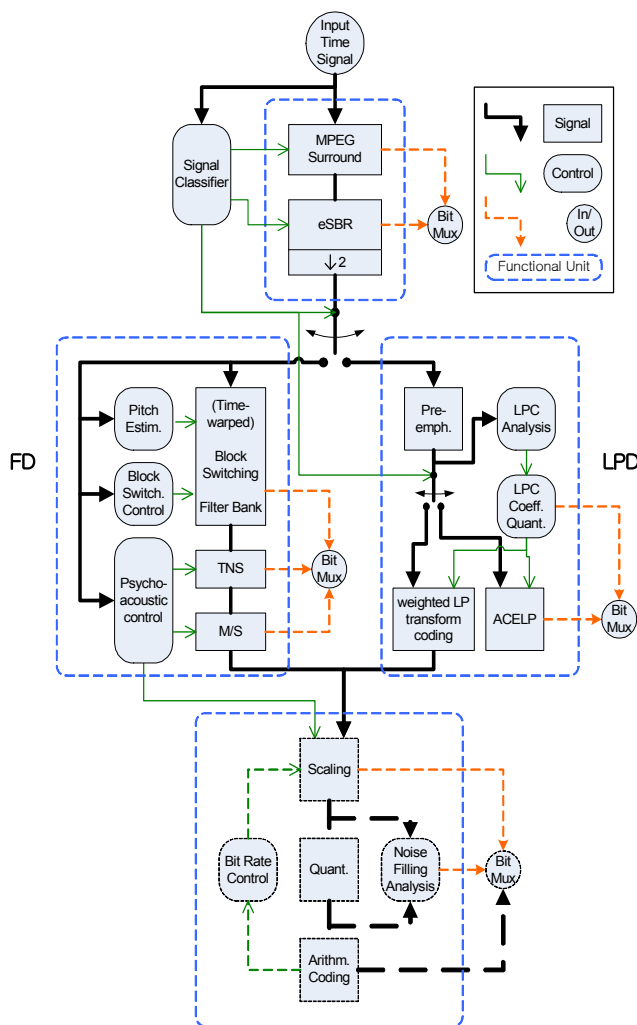 Input
Time
Signal
Signal
Classifier
MPEG
Surround
eSBR
↓2
Bit
Mux
Signal
Control
In/
Out
Functional Unit
FD
Pitch
Estim.
Block
Switch.
Control
Psycho-
acoustic
control
(Time-
warped)
Block
Switching
Filter Bank
TNS
M/S
Bit
Mux
Pre-
emph.
LPC
Analysis
LPC
Coeff.
Quant.
LPD
weighted LP
transform
coding
ACELP
Bit
Mux
Scaling
Bit Rate
Control
Quant.
Noise
Filling
Analysis
Bit
Mux
Arithm.
Coding